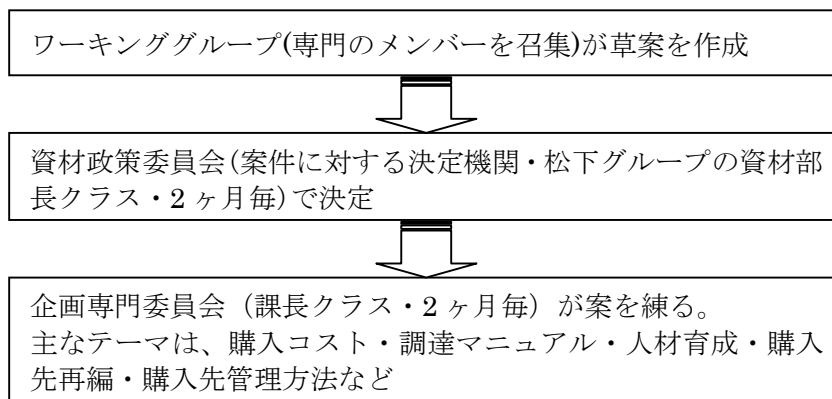 ワーキンググループ(専門のメンバーを召集)が草案を作成
資材政策委員会(案件に対する決定機関・松下グループの資材部
長クラス・2 ヶ月毎)で決定
企画専門委員会（課長クラス・2 ヶ月毎）が案を練る。
主なテーマは、購入コスト・調達マニュアル・人材育成・購入
先再編・購入先管理方法など